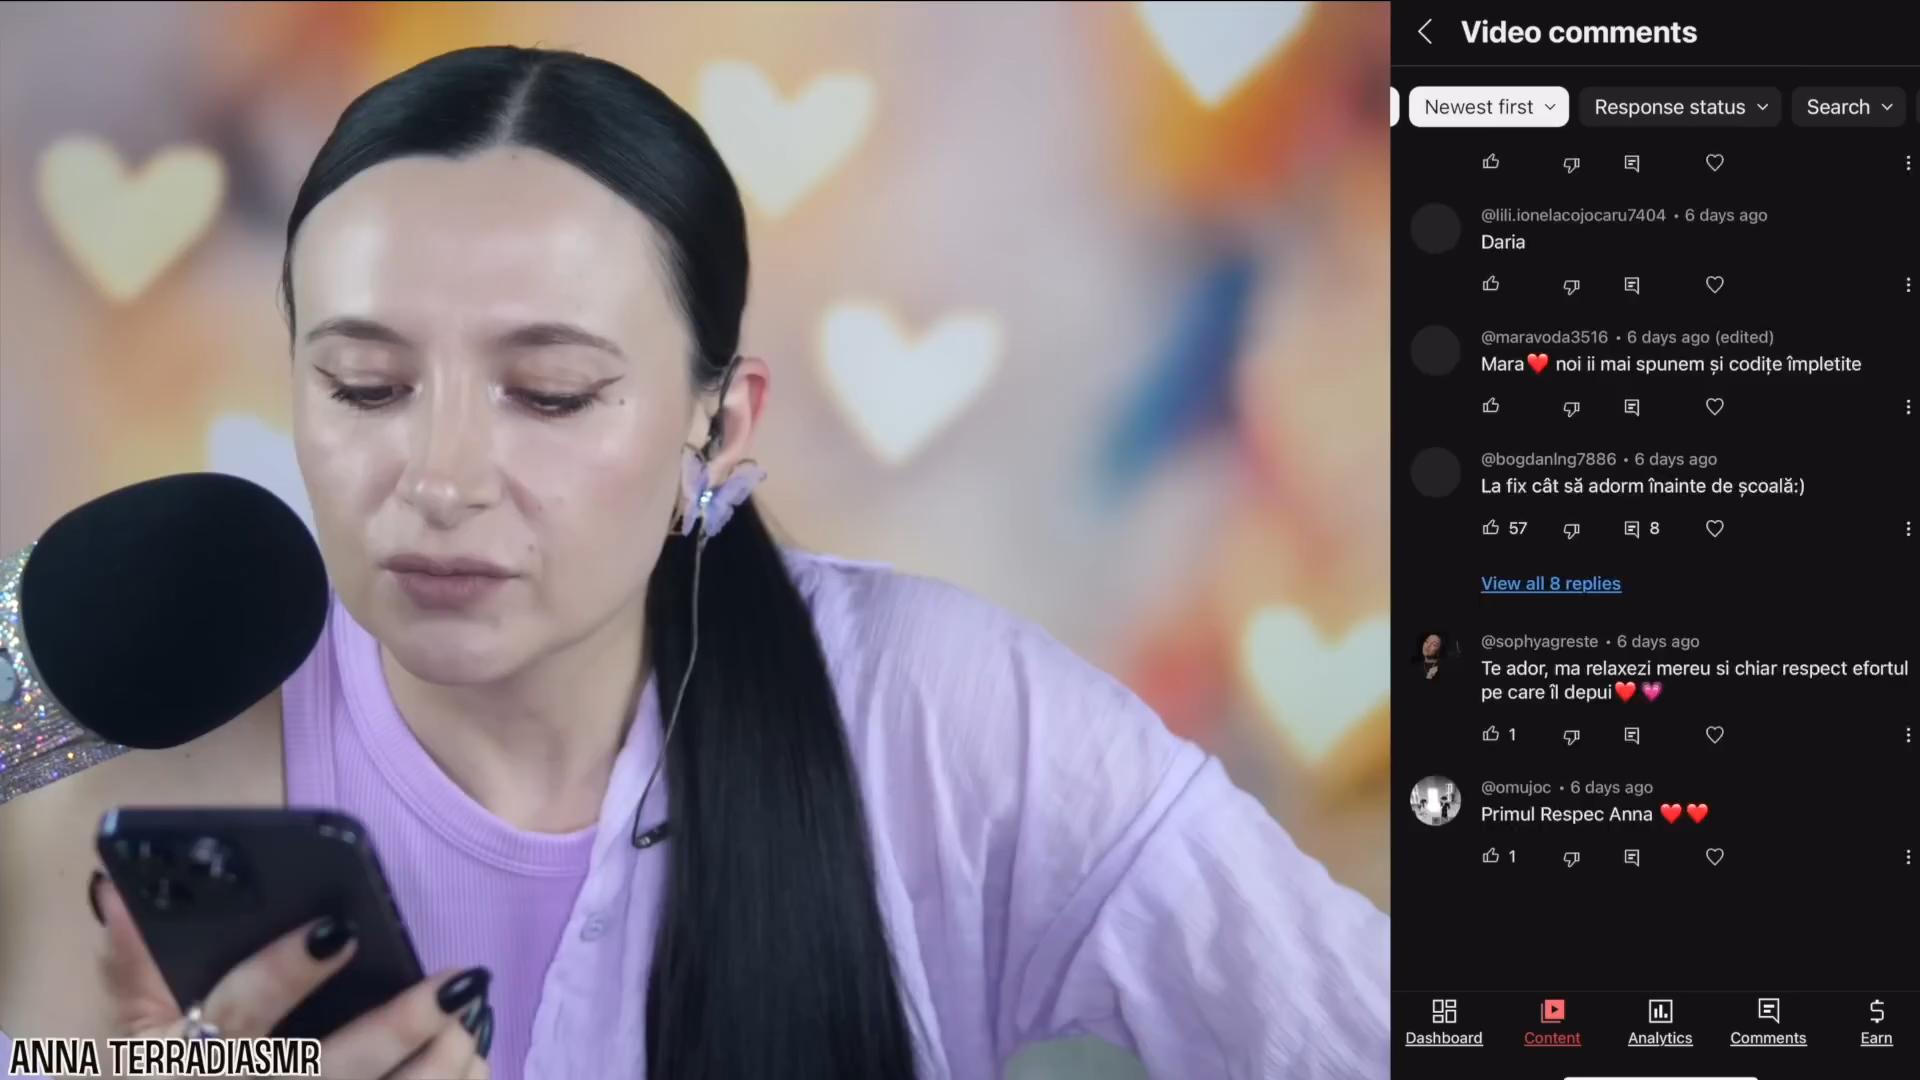 Video comments
Newest first
Response status
Search
@lili.ionelacojocaru7404 • 6 days ago
Daria
@maravoda3516 • 6 days ago (edited)
Mara❤️ noi ii mai spunem și codițe împletite
@bogdanlng7886 • 6 days ago
La fix cât să adorm înainte de școală:)
57
8
View all 8 replies
@sophyagreste • 6 days ago
Te ador, ma relaxezi mereu si chiar respect efortul
pe care îl depui❤️💗
1
@omujoc • 6 days ago
Primul Respec Anna ❤️❤️
1
Dashboard
Content
Analytics
Comments
Earn
ANNA TERRADIASMR